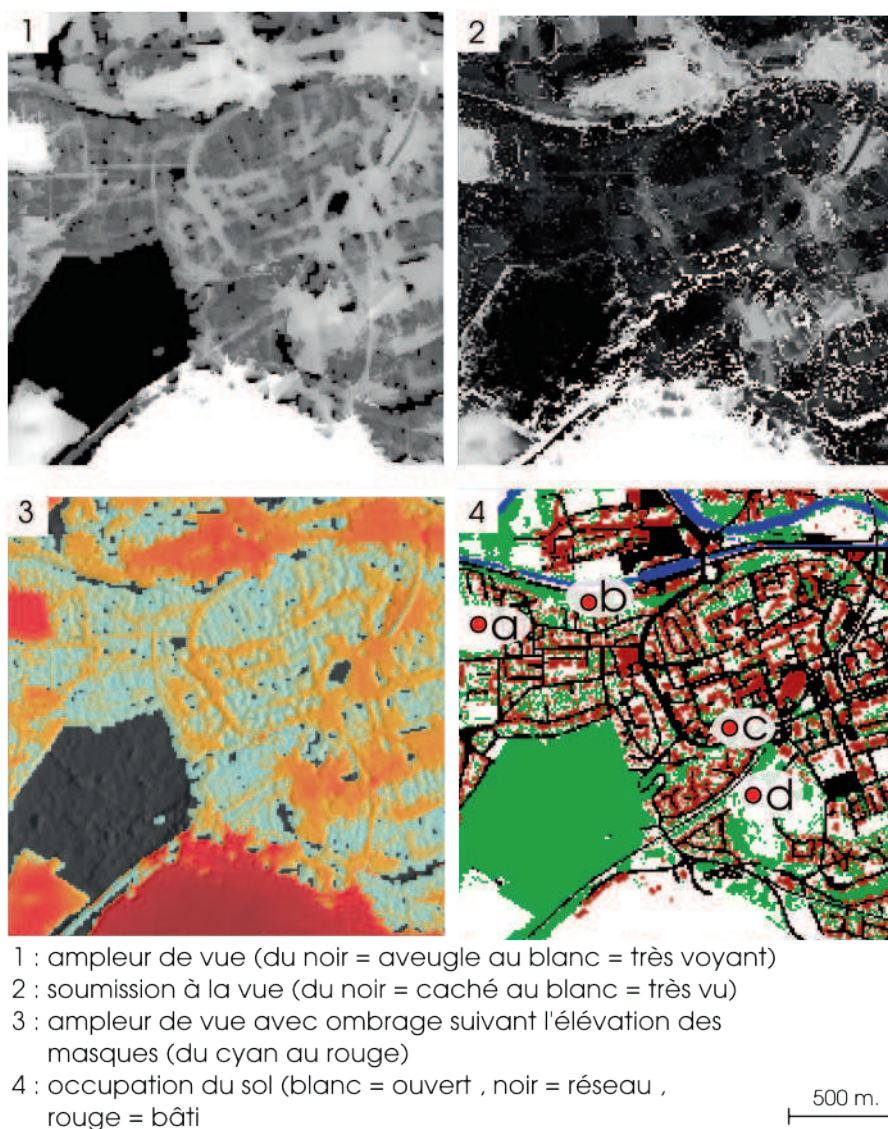 1
2
3
4
b
a
c
d
1 : ampleur de vue (du noir = aveugle au blanc = très voyant)
2 : soumission à la vue (du noir = caché au blanc = très vu)
3 : ampleur de vue avec ombrage suivant l'élévation des
masques (du cyan au rouge)
4 : occupation du sol (blanc = ouvert , noir = réseau ,
rouge = bâti
500 m.